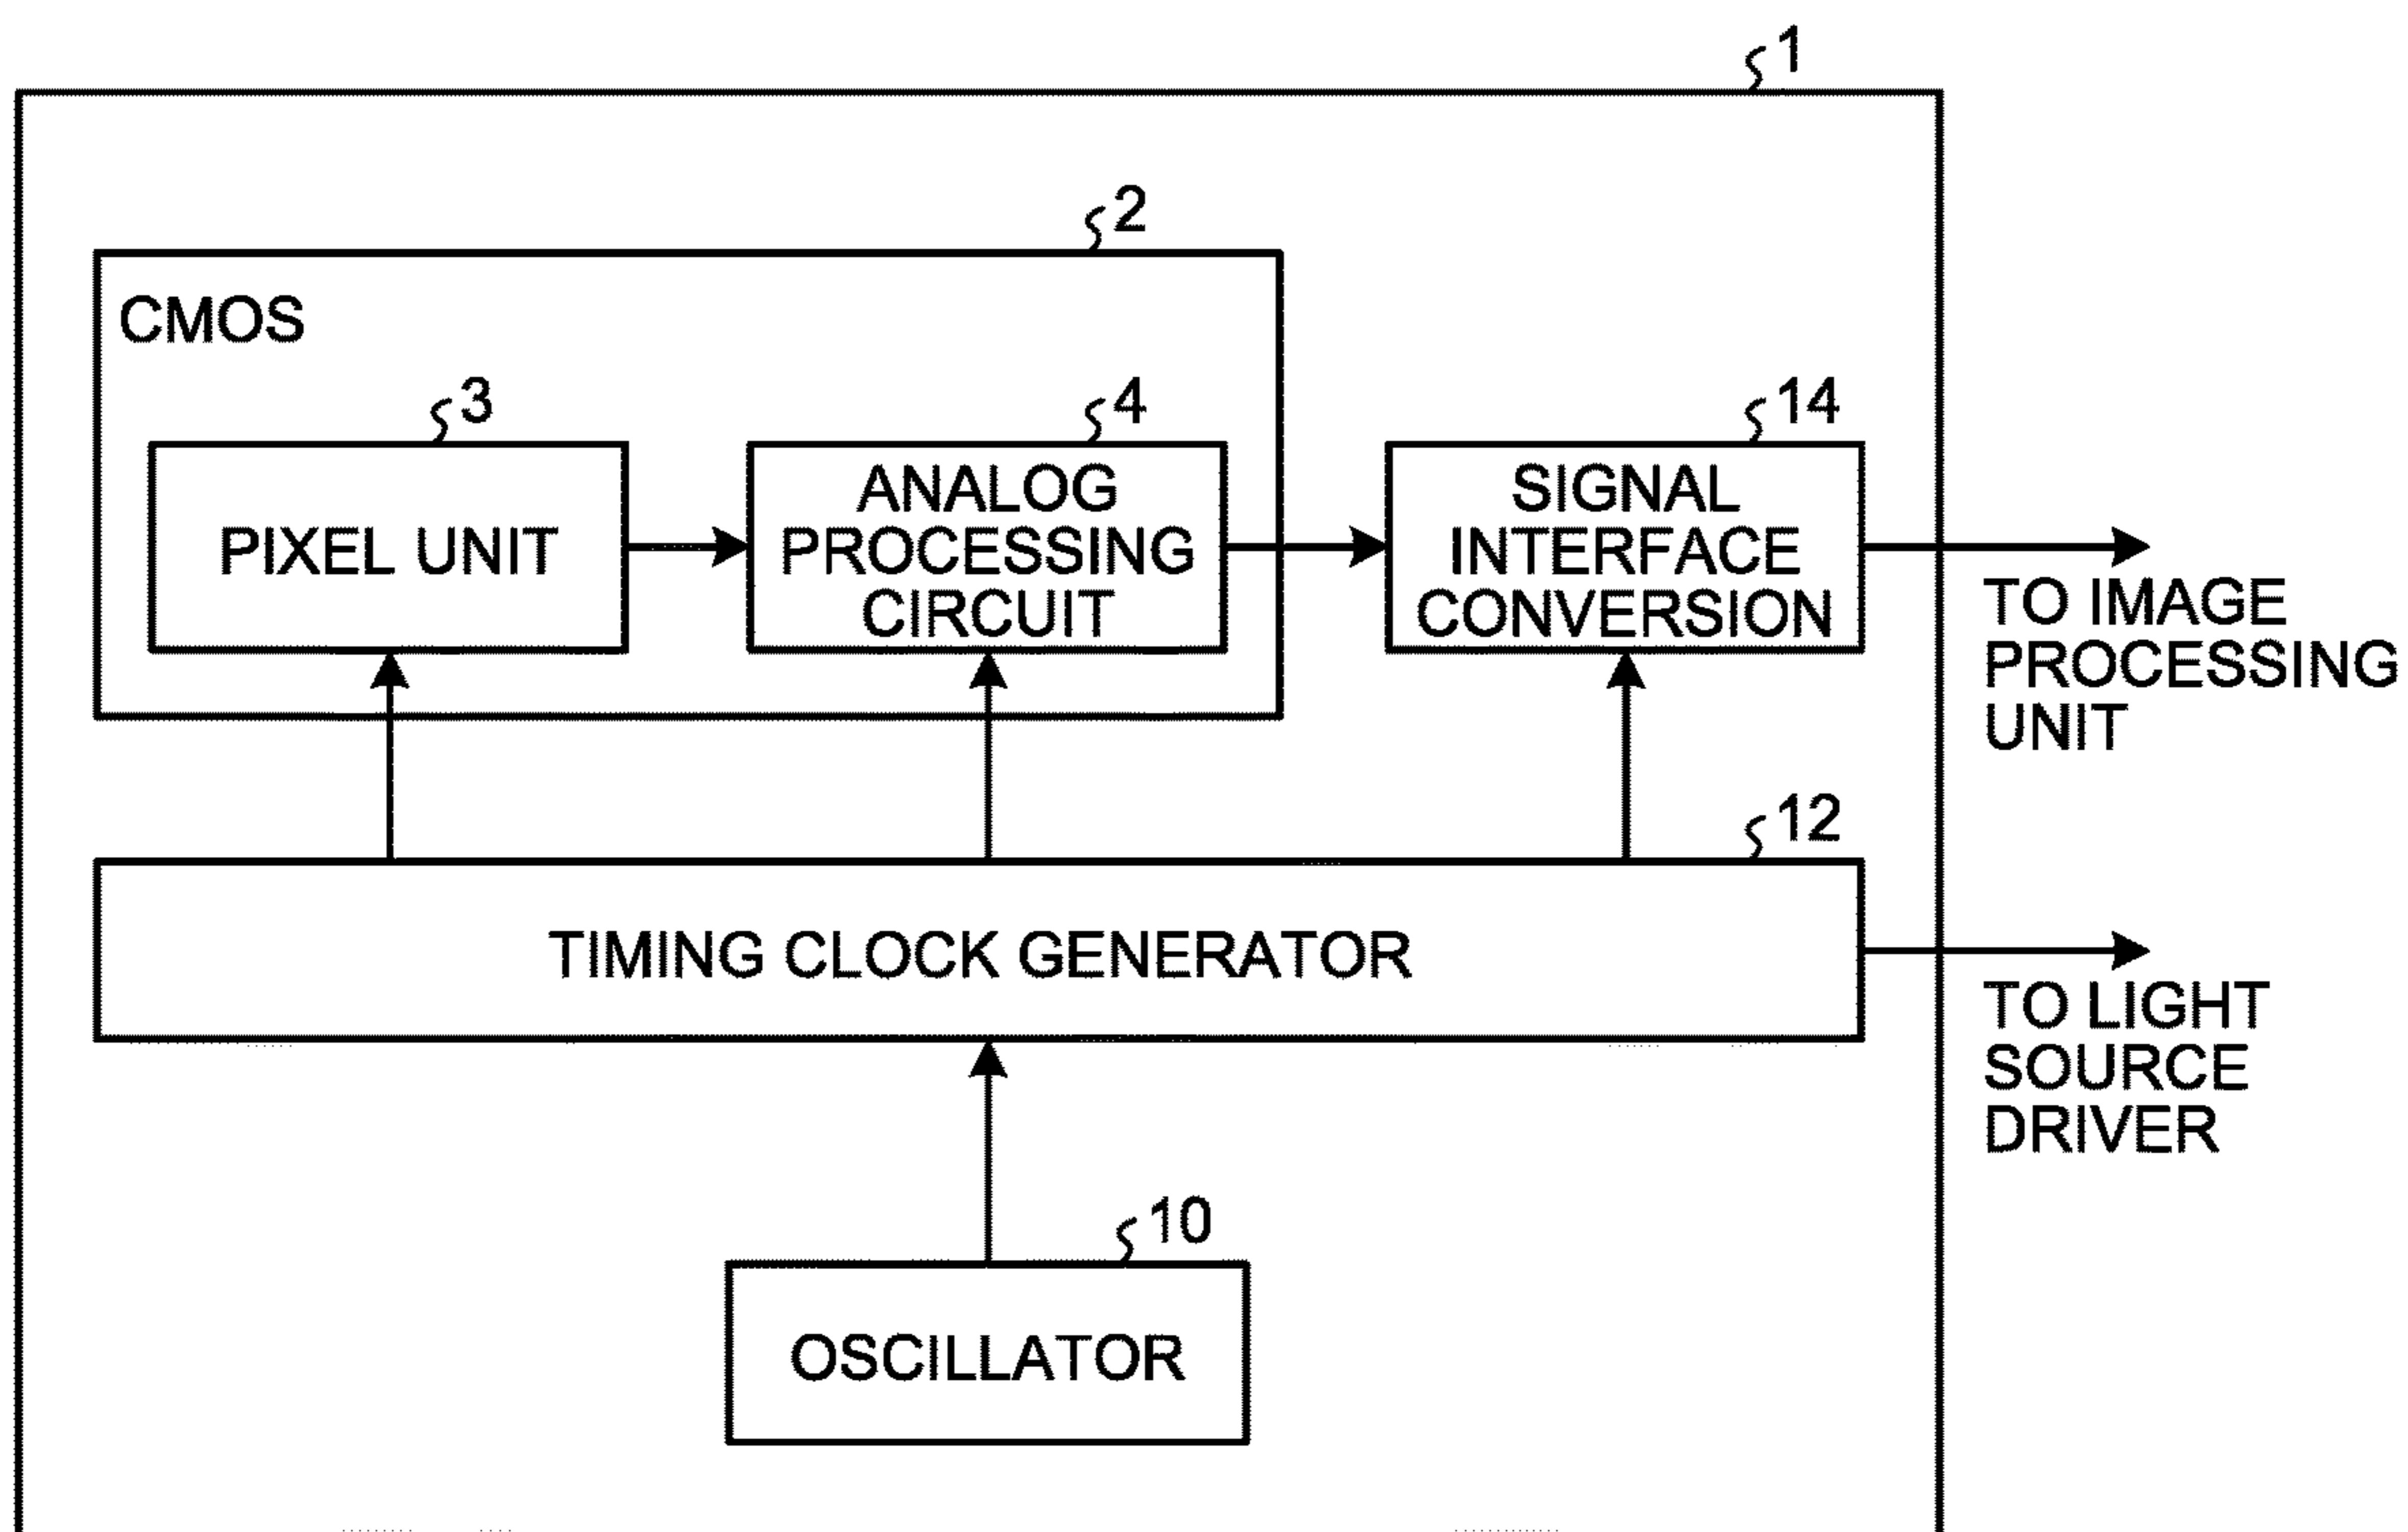 1
2
CMOS
3
4
14
PIXEL UNIT
ANALOG
PROCESSING
CIRCUIT
SIGNAL
INTERFACE
CONVERSION
TO IMAGE
PROCESSING
UNIT
12
TIMING CLOCK GENERATOR
TO LIGHT
SOURCE
DRIVER
10
OSCILLATOR